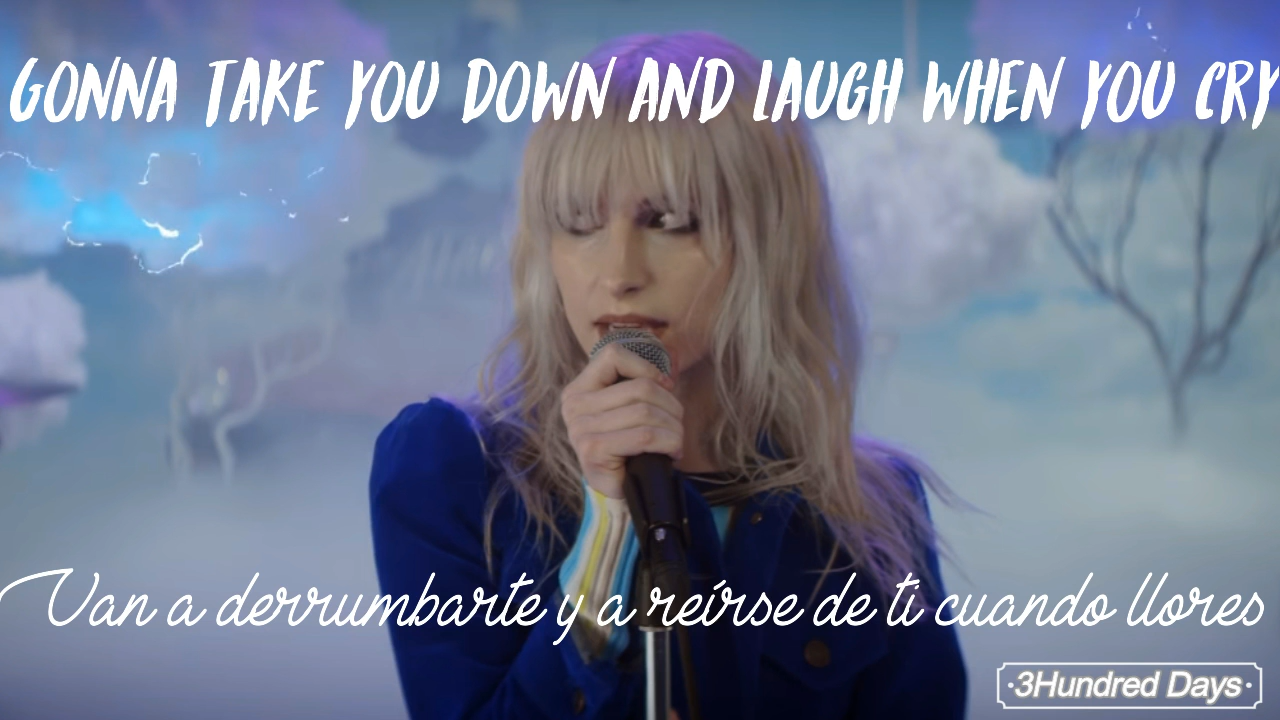 GONNA TAKE YOU DOWN AND LAUGH WHEN YOU CRY
Van a derrumbarte y a reírse de ti cuando llores
·3Hundred Days·